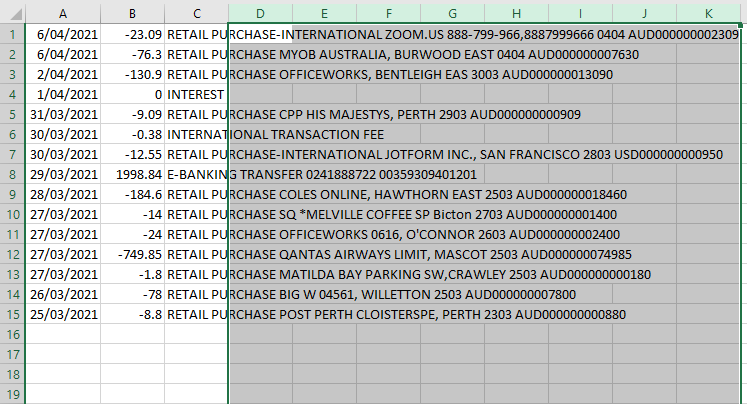 A B C D E F G H I J K
1 6/04/2021 -23.09 RETAIL PURCHASE-INTERNATIONAL ZOOM.US 888-799-966,8887999666 0404 AUD000000002309
2 6/04/2021 -76.3 RETAIL PURCHASE MYOB AUSTRALIA, BURWOOD EAST 0404 AUD000000007630
3 2/04/2021 -130.9 RETAIL PURCHASE OFFICEWORKS, BENTLEIGH EAS 3003 AUD000000013090
4 1/04/2021 0 INTEREST
5 31/03/2021 -9.09 RETAIL PURCHASE CPP HIS MAJESTYS, PERTH 2903 AUD000000000909
6 30/03/2021 -0.38 INTERNATIONAL TRANSACTION FEE
7 30/03/2021 -12.55 RETAIL PURCHASE-INTERNATIONAL JOTFORM INC., SAN FRANCISCO 2803 USD000000000950
8 29/03/2021 1998.84 E-BANKING TRANSFER 0241888722 00359309401201
9 28/03/2021 -184.6 RETAIL PURCHASE COLES ONLINE, HAWTHORN EAST 2503 AUD000000018460
10 27/03/2021 -14 RETAIL PURCHASE SQ *MELVILLE COFFEE SP Bicton 2703 AUD000000001400
11 27/03/2021 -24 RETAIL PURCHASE OFFICEWORKS 0616, O'CONNOR 2603 AUD000000002400
12 27/03/2021 -749.85 RETAIL PURCHASE QANTAS AIRWAYS LIMIT, MASCOT 2503 AUD000000074985
13 27/03/2021 -1.8 RETAIL PURCHASE MATILDA BAY PARKING SW,CRAWLEY 2503 AUD000000000180
14 26/03/2021 -78 RETAIL PURCHASE BIG W 04561, WILLETTON 2503 AUD000000007800
15 25/03/2021 -8.8 RETAIL PURCHASE POST PERTH CLOISTERSPE, PERTH 2303 AUD000000000880
16
17
18
19